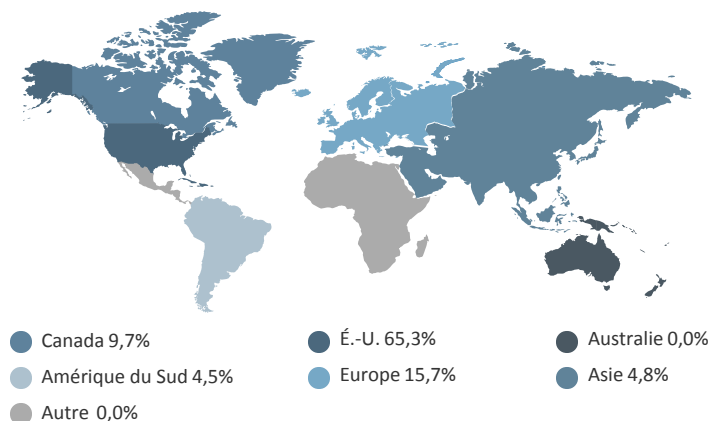 Canada 9,7% É.-U. 65,3% Australie 0,0%
Amérique du Sud 4,5% Europe 15,7% Asie 4,8%
Autre 0,0%